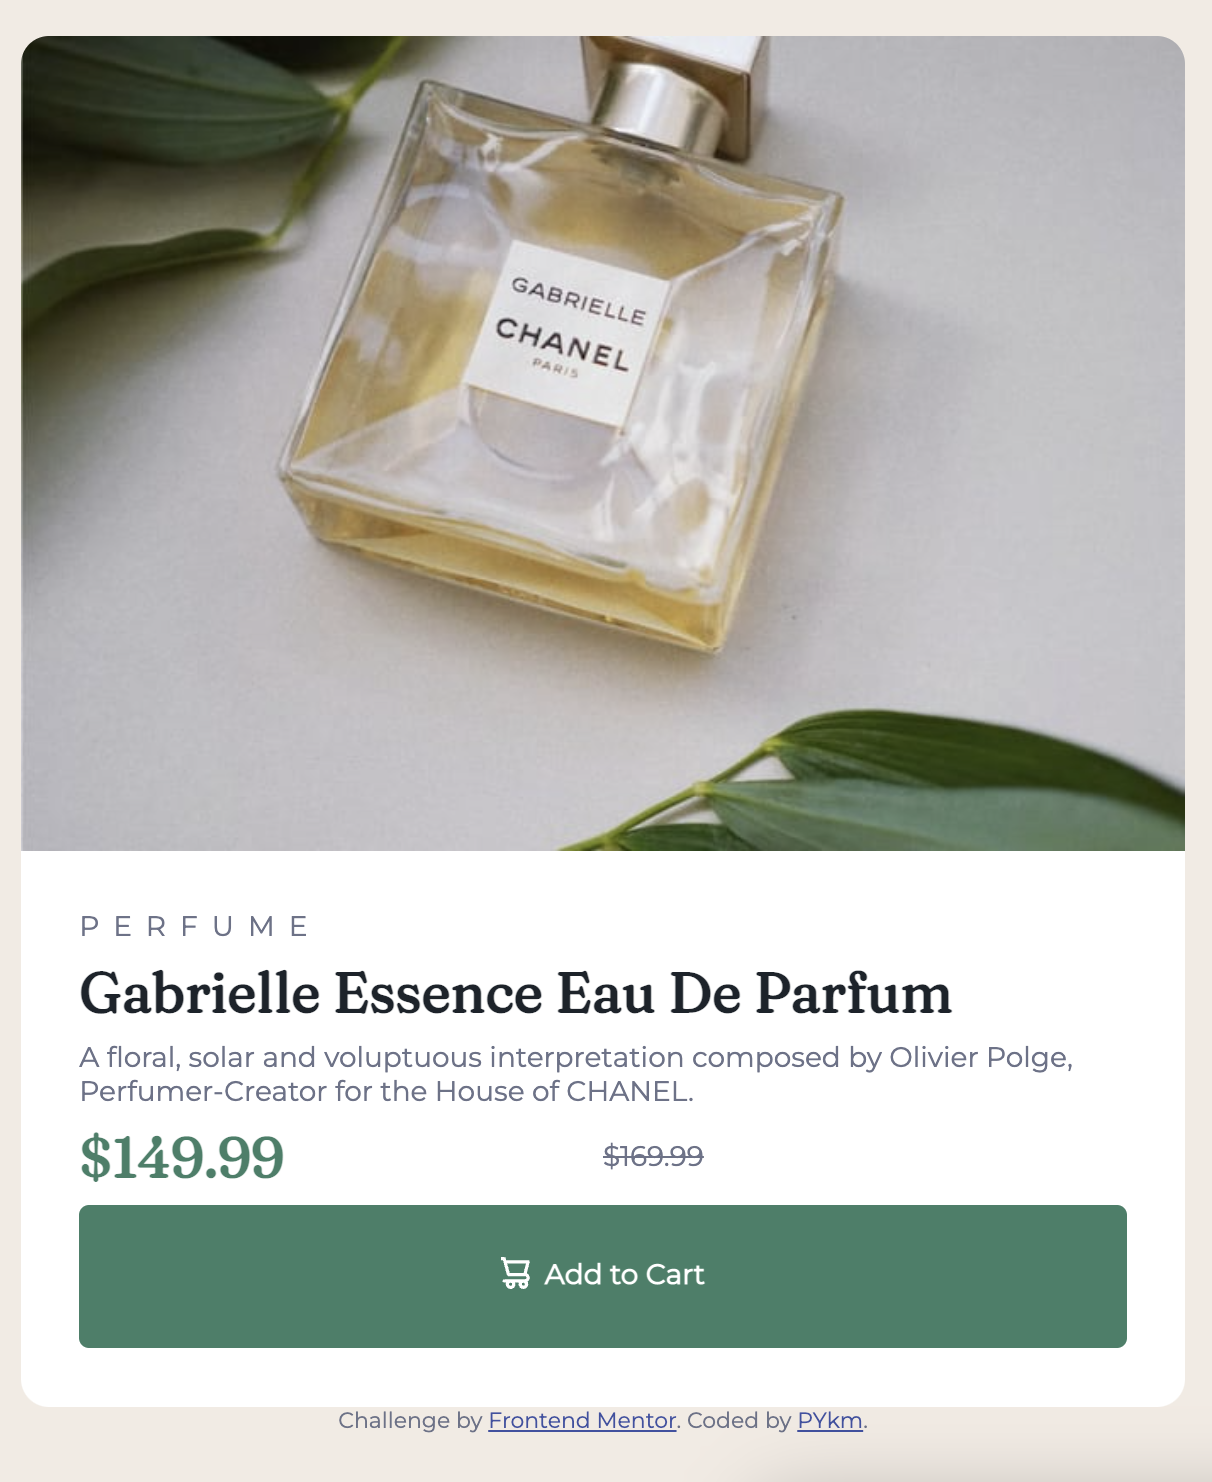 GABRIELLE
CHANEL
PARIS
PERFUME
Gabrielle Essence Eau De Parfum
A floral, solar and voluptuous interpretation composed by Olivier Polge,
Perfumer-Creator for the House of CHANEL.
$149.99 $169.99
Add to Cart
Challenge by Frontend Mentor. Coded by PYkm.